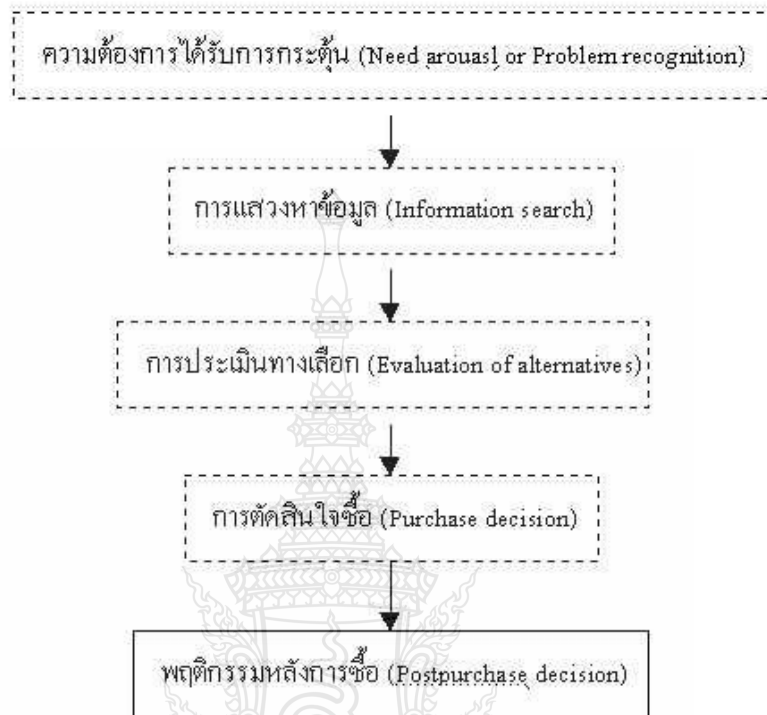 ความต้องการได้รับการกระตุ้น (Need arouasl or Problem recognition)
การแสวงหาข้อมูล (Information search)
การประเมินทางเลือก (Evaluation of alternatives)
การตัดสินใจซื้อ (Purchase decision)
พฤติกรรมหลังการซื้อ (Postpurchase decision)